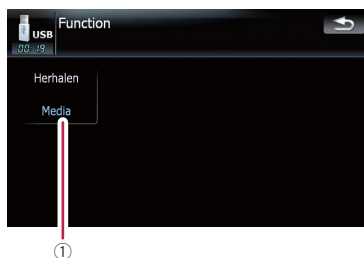 USB
Function
00-19
Herhalen
Media
①